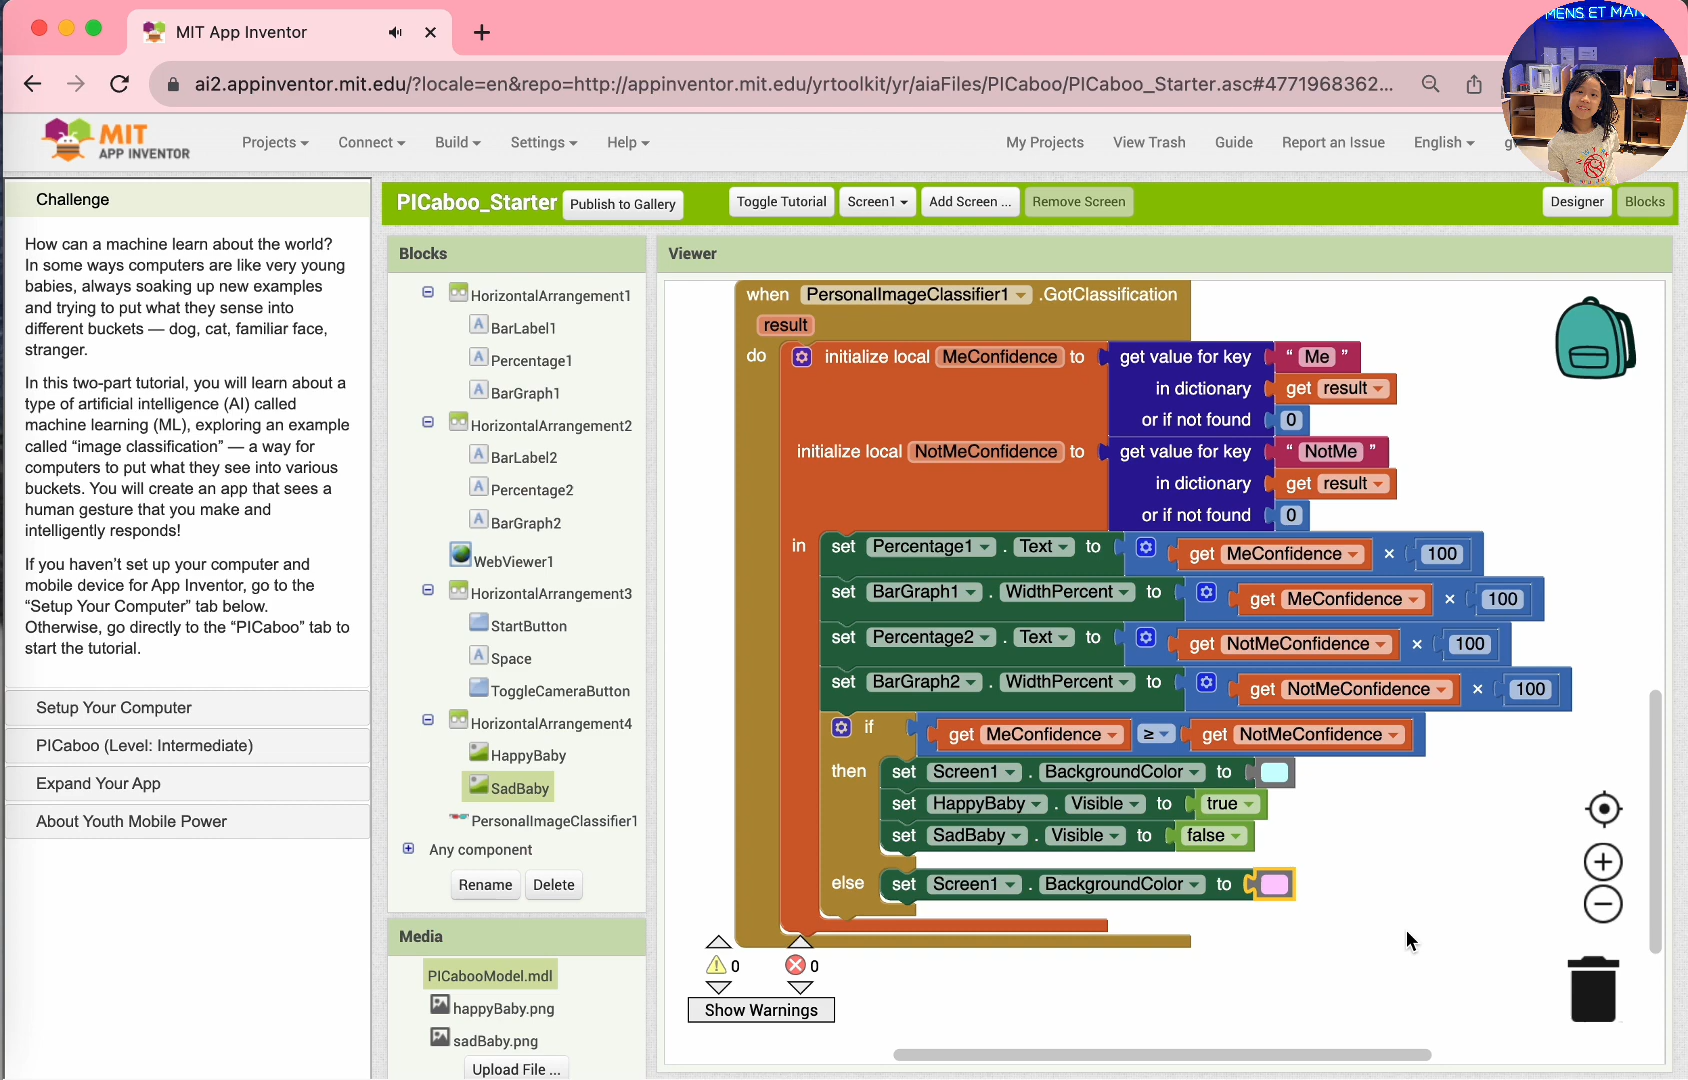 MIT App Inventor
ai2.appinventor.mit.edu/?locale=en&repo=http://appinventor.mit.edu/yrtoolkit/yr/aiaFiles/PICaboo/PICaboo_Starter.asc#4771968362...
MENS ET MAN
MIT
APP INVENTOR
Projects
Connect
Build
Settings
Help
My Projects
View Trash
Guide
Report an Issue
English
Challenge
How can a machine learn about the world?
In some ways computers are like very young
babies, always soaking up new examples
and trying to put what they sense into
different buckets — dog, cat, familiar face,
stranger.
In this two-part tutorial, you will learn about a
type of artificial intelligence (AI) called
machine learning (ML), exploring an example
called “image classification” — a way for
computers to put what they see into various
buckets. You will create an app that sees a
human gesture that you make and
intelligently responds!
If you haven’t set up your computer and
mobile device for App Inventor, go to the
“Setup Your Computer” tab below.
Otherwise, go directly to the “PICaboo” tab to
start the tutorial.
Setup Your Computer
PICaboo (Level: Intermediate)
Expand Your App
About Youth Mobile Power
PICaboo_Starter
Publish to Gallery
Toggle Tutorial
Screen1
Add Screen ...
Remove Screen
Designer
Blocks
Blocks
HorizontalArrangement1
BarLabel1
Percentage1
BarGraph1
HorizontalArrangement2
BarLabel2
Percentage2
BarGraph2
WebViewer1
HorizontalArrangement3
StartButton
Space
ToggleCameraButton
HorizontalArrangement4
HappyBaby
SadBaby
PersonalImageClassifier1
Any component
Rename
Delete
Media
PICabooModel.mdl
happyBaby.png
sadBaby.png
Upload File ...
Viewer
when PersonalImageClassifier1 .GotClassification
result
do initialize local MeConfidence to get value for key “ Me ”
in dictionary get result
or if not found 0
initialize local NotMeConfidence to get value for key “ NotMe ”
in dictionary get result
or if not found 0
in set Percentage1 . Text to get MeConfidence × 100
set BarGraph1 . WidthPercent to get MeConfidence × 100
set Percentage2 . Text to get NotMeConfidence × 100
set BarGraph2 . WidthPercent to get NotMeConfidence × 100
if get MeConfidence ≥ get NotMeConfidence
then set Screen1 . BackgroundColor to
set HappyBaby . Visible to true
set SadBaby . Visible to false
else set Screen1 . BackgroundColor to
0
0
Show Warnings